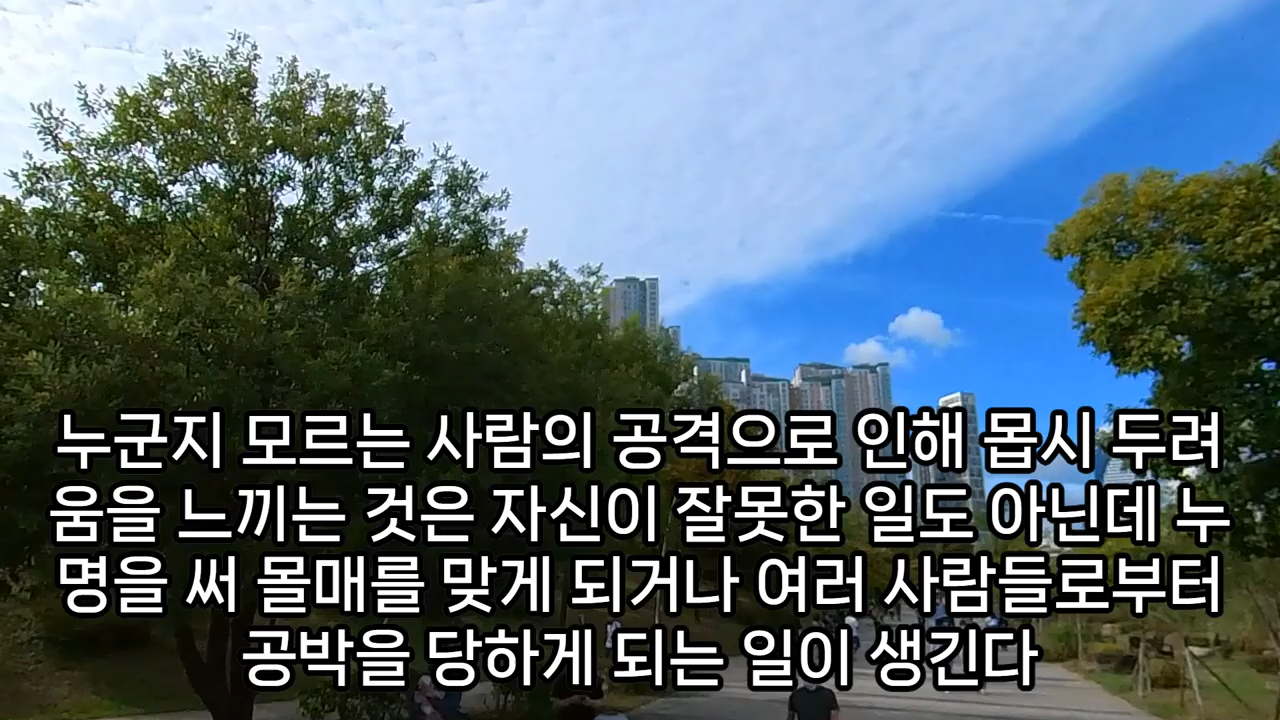 누군지 모르는 사람의 공격으로 인해 몹시 두려
움을 느끼는 것은 자신이 잘못한 일도 아닌데 누
명을 써 몰매를 맞게 되거나 여러 사람들로부터
공박을 당하게 되는 일이 생긴다